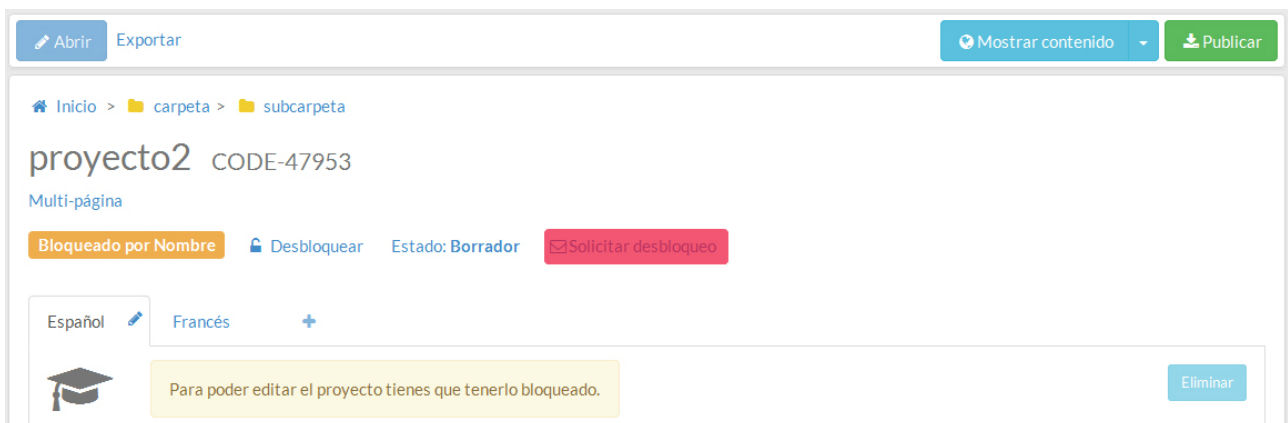 Abrir Exportar Mostrar contenido Publicar
Inicio > carpeta > subcarpeta
proyecto2 CODE-47953
Multi-página
Bloqueado por Nombre Desbloquear Estado: Borrador Solicitar desbloqueo
Español Francés +
Para poder editar el proyecto tienes que tenerlo bloqueado. Eliminar